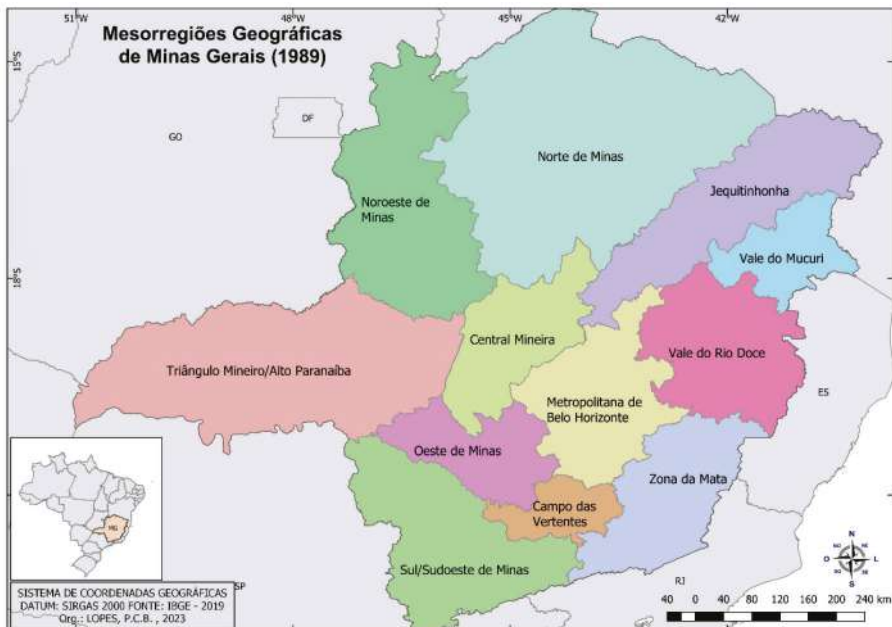 51°W
48°W
45°W
42°W
Mesorregiões Geográficas
de Minas Gerais (1989)
15°S
DF
GO
Norte de Minas
Jequitinhonha
Noroeste de
Minas
Vale do Mucuri
18°S
Central Mineira
Vale do Rio Doce
Triângulo Mineiro/Alto Paranaíba
ES
Metropolitana de
Belo Horizonte
Oeste de Minas
Zona da Mata
Campo das
Vertentes
MG
Sul/Sudoeste de Minas
RJ
SP
N
NO
NE
O
L
SO
SE
S
SISTEMA DE COORDENADAS GEOGRÁFICAS
DATUM: SIRGAS 2000 FONTE: IBGE - 2019
Org.: LOPES, P.C.B. , 2023
40 0 40 80 120 160 200 240 km